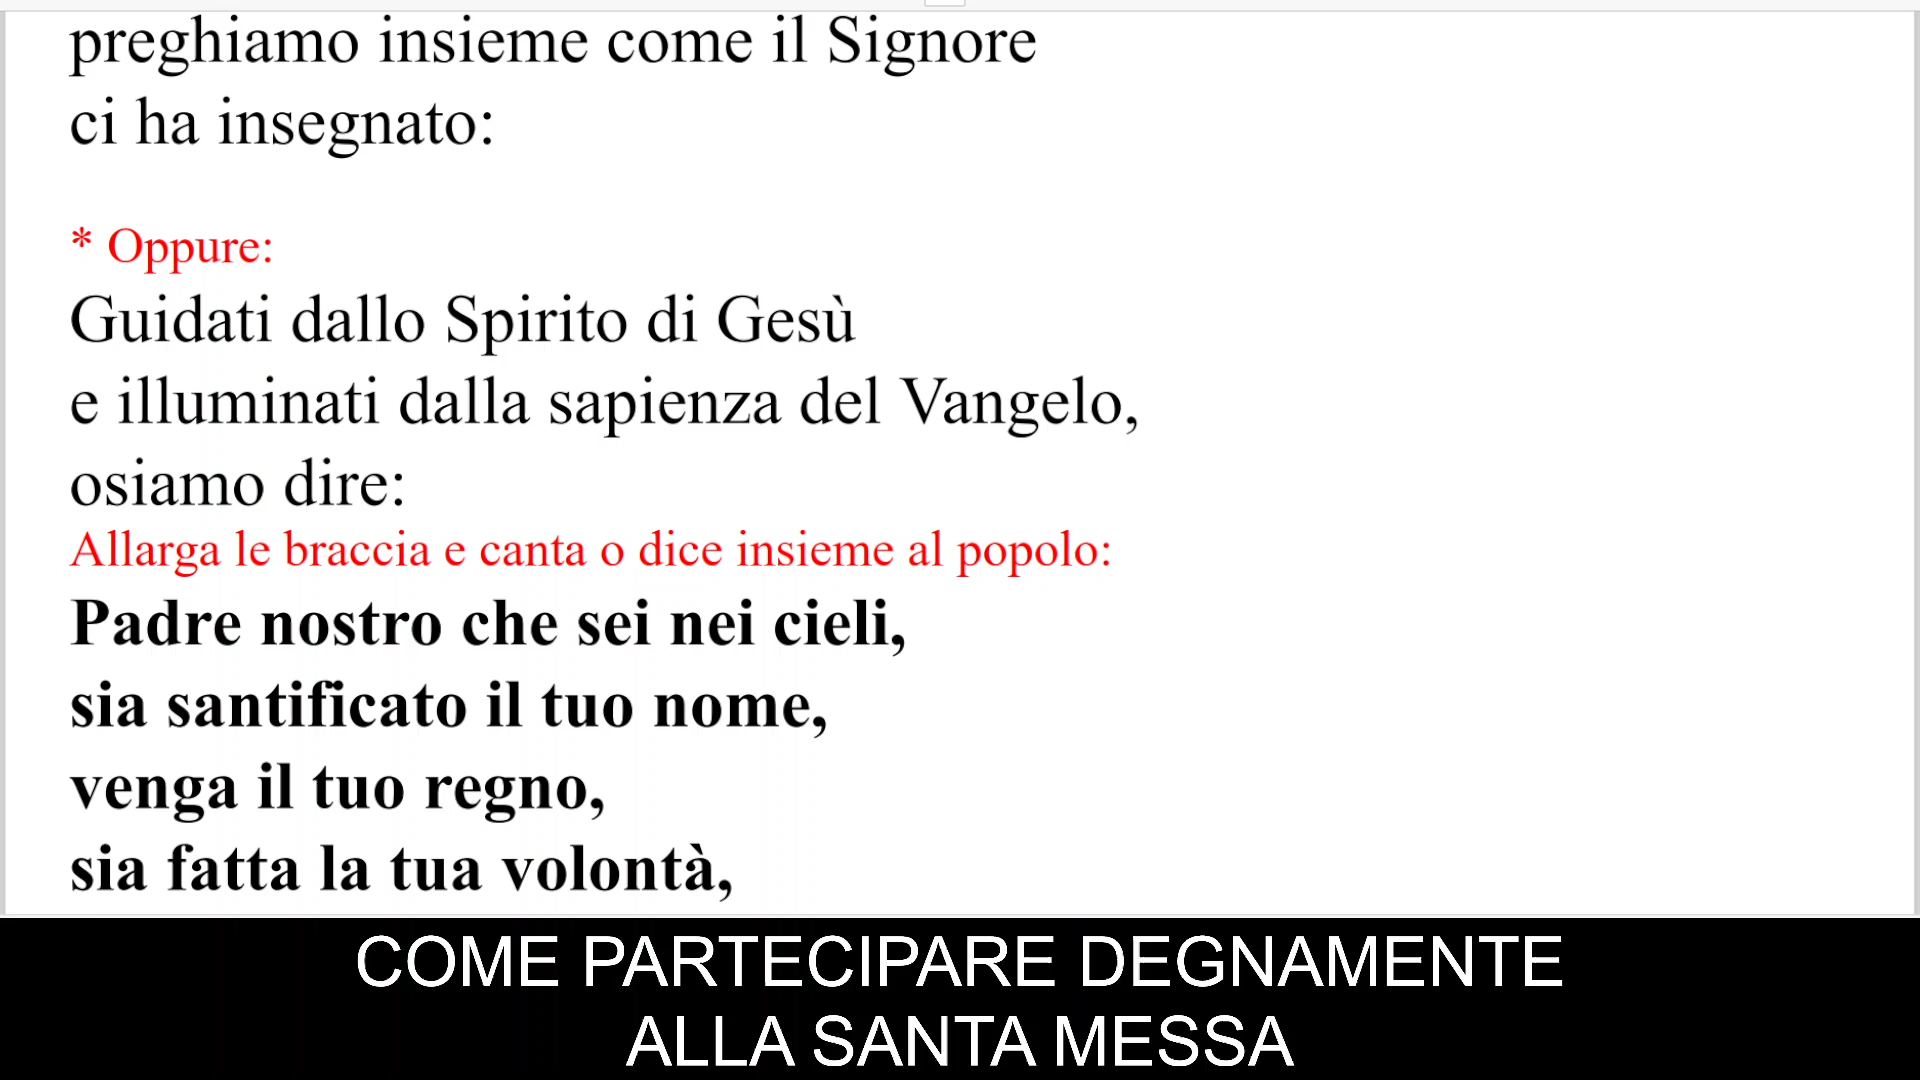 preghiamo insieme come il Signore
ci ha insegnato:
* Oppure:
Guidati dallo Spirito di Gesù
e illuminati dalla sapienza del Vangelo,
osiamo dire:
Allarga le braccia e canta o dice insieme al popolo:
Padre nostro che sei nei cieli,
sia santificato il tuo nome,
venga il tuo regno,
sia fatta la tua volontà,
COME PARTECIPARE DEGNAMENTE
ALLA SANTA MESSA